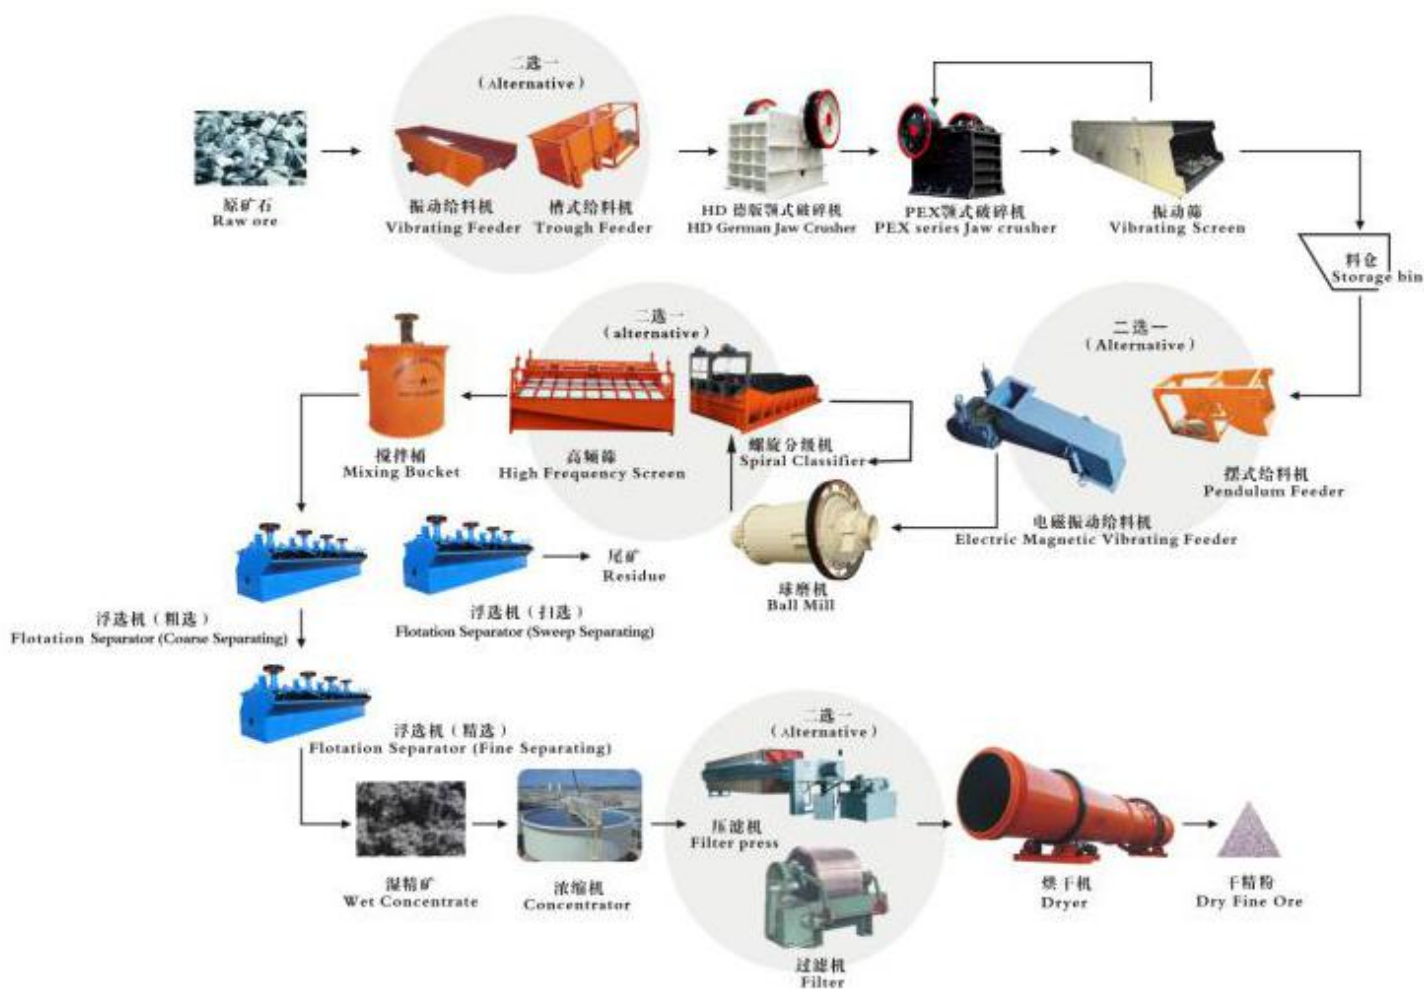 二选一
(Alternative)
原矿石
Raw ore
振动给料机
Vibrating Feeder
槽式给料机
Trough Feeder
HD 德版颚式破碎机
HD German Jaw Crusher
PEX颚式破碎机
PEX series Jaw crusher
振动筛
Vibrating Screen
料仓
Storage bin
二选一
(alternative)
二选一
(Alternative)
搅拌桶
Mixing Bucket
高频筛
High Frequency Screen
螺旋分级机
Spiral Classifier
摆式给料机
Pendulum Feeder
电磁振动给料机
Electric Magnetic Vibrating Feeder
尾矿
Residue
球磨机
Ball Mill
浮选机（粗选）
Flotation Separator (Coarse Separating)
浮选机（扫选）
Flotation Separator (Sweep Separating)
浮选机（精选）
Flotation Separator (Fine Separating)
二选一
(Alternative)
压滤机
Filter press
湿精矿
Wet Concentrate
浓缩机
Concentrator
烘干机
Dryer
干精粉
Dry Fine Ore
过滤机
Filter